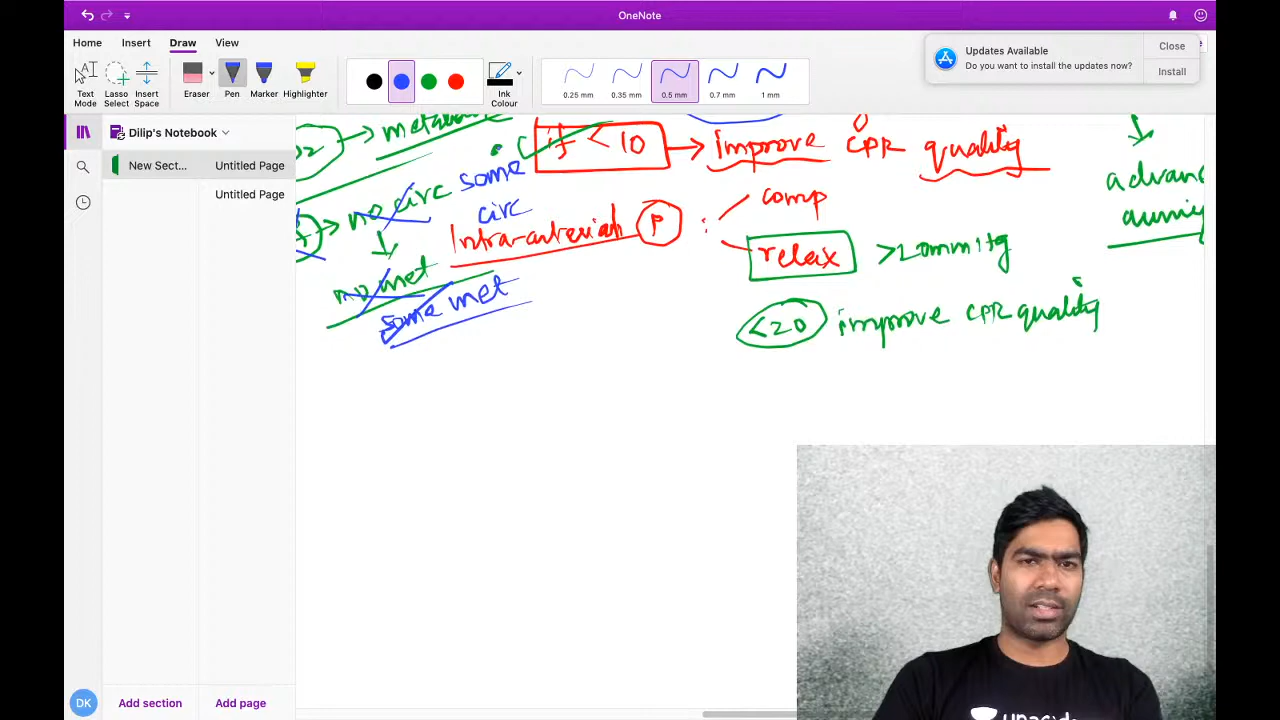 OneNote
Home Insert Draw View
Updates Available
Do you want to install the updates now?
Close
Install
Text Mode
Lasso Select
Insert Space
Eraser
Pen
Marker
Highlighter
Ink Colour
0.25 mm
0.35 mm
0.5 mm
0.7 mm
1 mm
Dilip's Notebook
New Sect...
Untitled Page
Untitled Page
if < 10 → improve CPR quality
→ no circ some
circ
Intra-arterial P :
comp
relax >20mmHg
no met
some met
<20 improve CPR quality
advanc
DK
Add section
Add page